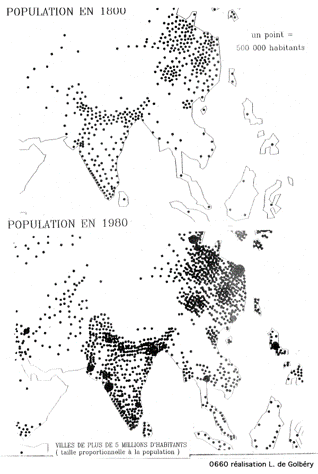 POPULATION EN 1800
un point =
500 000 habitants
POPULATION EN 1980
VILLES DE PLUS DE 5 MILLIONS D'HABITANTS
( taille proportionnelle à la population )
0660 réalisation L. de Golbéry